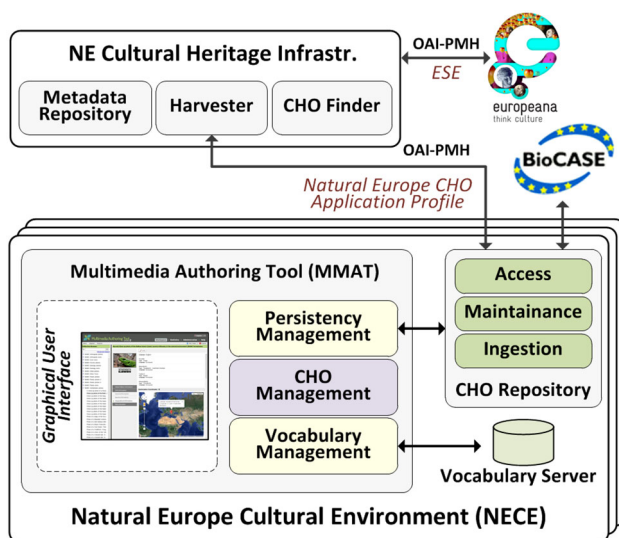 NE Cultural Heritage Infrastr.
Metadata
Repository
Harvester
CHO Finder
OAI-PMH
ESE
europeana
think culture
OAI-PMH
BioCASE
Natural Europe CHO
Application Profile
Multimedia Authoring Tool (MMAT)
Graphical User
Interface
Persistency
Management
CHO
Management
Vocabulary
Management
Access
Maintainance
Ingestion
CHO Repository
Vocabulary Server
Natural Europe Cultural Environment (NECE)